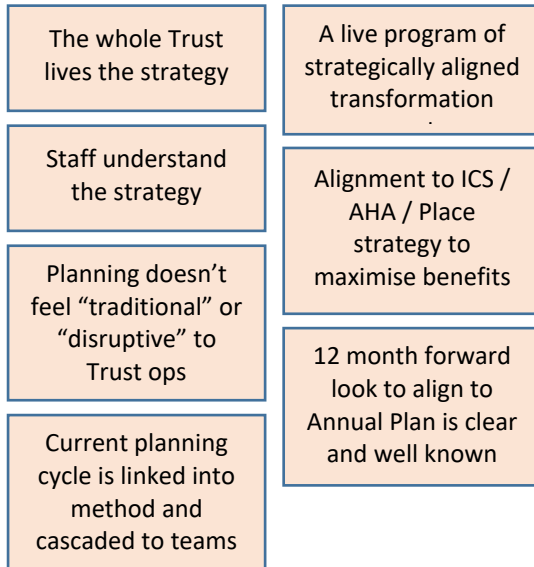 The whole Trust
lives the strategy
Staff understand
the strategy
Planning doesn’t
feel “traditional” or
“disruptive” to
Trust ops
Current planning
cycle is linked into
method and
cascaded to teams
A live program of
strategically aligned
transformation
Alignment to ICS /
AHA / Place
strategy to
maximise benefits
12 month forward
look to align to
Annual Plan is clear
and well known